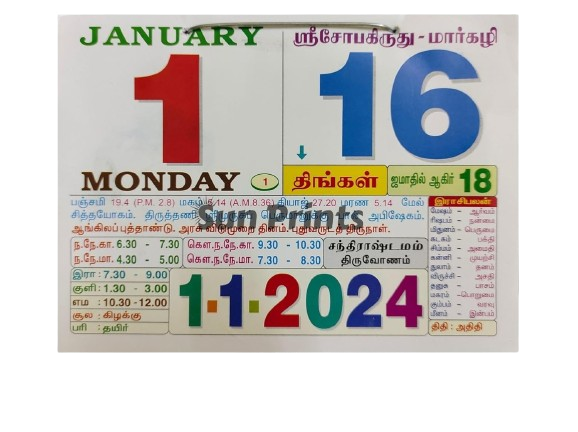 JANUARY
ஸ்ரீசோபகிருது - மார்கழி
1
16
MONDAY 1
திங்கள்
ஜமாதில் ஆகிர் 18
பஞ்சமி 19.4 (P.M. 2.8) மகம் 5.14 (A.M.8.36) தியாஜ் 27.20 மரண 5.14 மேல்
சித்தயோகம். திருத்தணி அபிஷேகம்.
ஆங்கிலப் புத்தாண்டு. அரசு விடுமுறை தினம். புதுவருடத் திருநாள்.
Sun Prints
ந.நே.கா. 6.30 - 7.30
ந.நே.மா. 4.30 - 5.00
கௌ.ந.நே.கா. 9.30 - 10.30
கௌ.ந.நே.மா. 7.30 - 8.30
சந்திராஷ்டமம்
திருவோணம்
இரா : 7.30 - 9.00
குளி : 1.30 - 3.00
எம : 10.30 - 12.00
சூல : கிழக்கு
பரி : தயிர்
1·1·2024
இராசிபலன்
மேஷம் - ஆர்வம்
ரிஷபம் - நன்மை
மிதுனம் - பெருமை
கடகம் - பக்தி
சிம்மம் - அமைதி
கன்னி - முயற்சி
துலாம் - தனம்
விருச்சி - அசதி
தனுசு - பாசம்
மகரம் - பொறுமை
கும்பம் - வரவு
மீனம் - இன்பம்
திதி : அதிதி